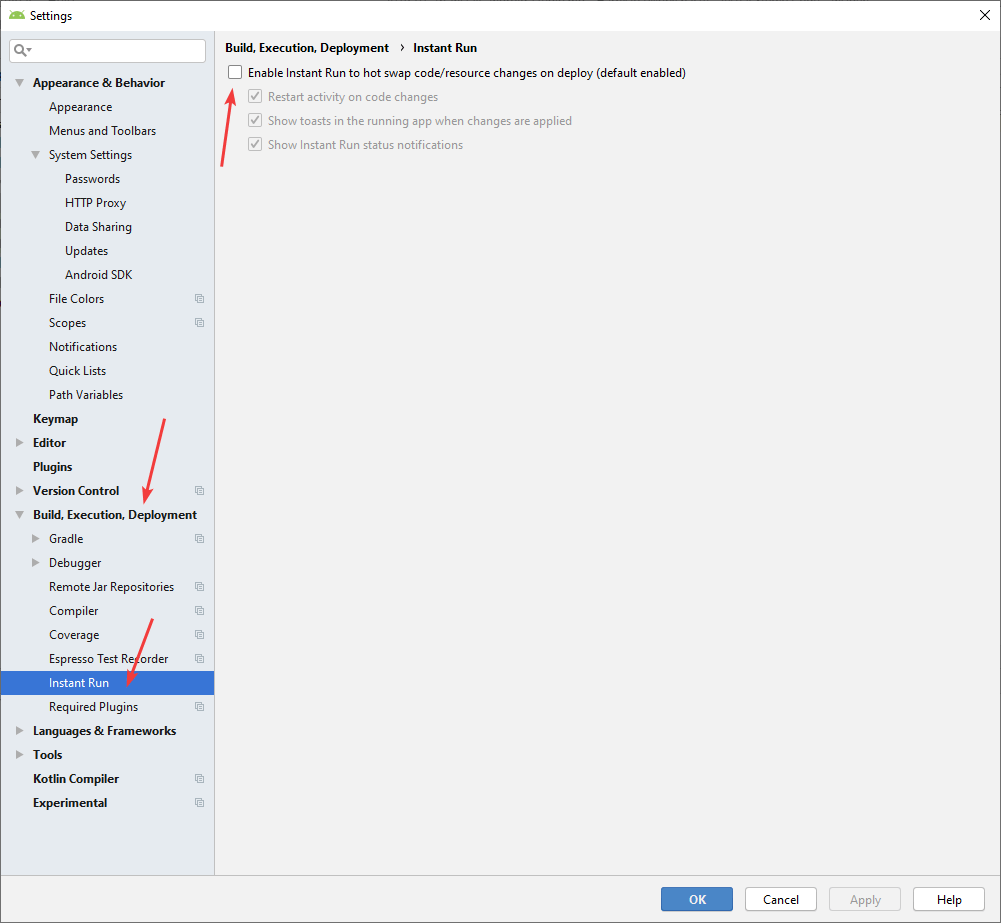 Settings
Build, Execution, Deployment › Instant Run
Enable Instant Run to hot swap code/resource changes on deploy (default enabled)
Restart activity on code changes
Show toasts in the running app when changes are applied
Show Instant Run status notifications
Appearance & Behavior
Appearance
Menus and Toolbars
System Settings
Passwords
HTTP Proxy
Data Sharing
Updates
Android SDK
File Colors
Scopes
Notifications
Quick Lists
Path Variables
Keymap
Editor
Plugins
Version Control
Build, Execution, Deployment
Gradle
Debugger
Remote Jar Repositories
Compiler
Coverage
Espresso Test Recorder
Instant Run
Required Plugins
Languages & Frameworks
Tools
Kotlin Compiler
Experimental
OK
Cancel
Apply
Help